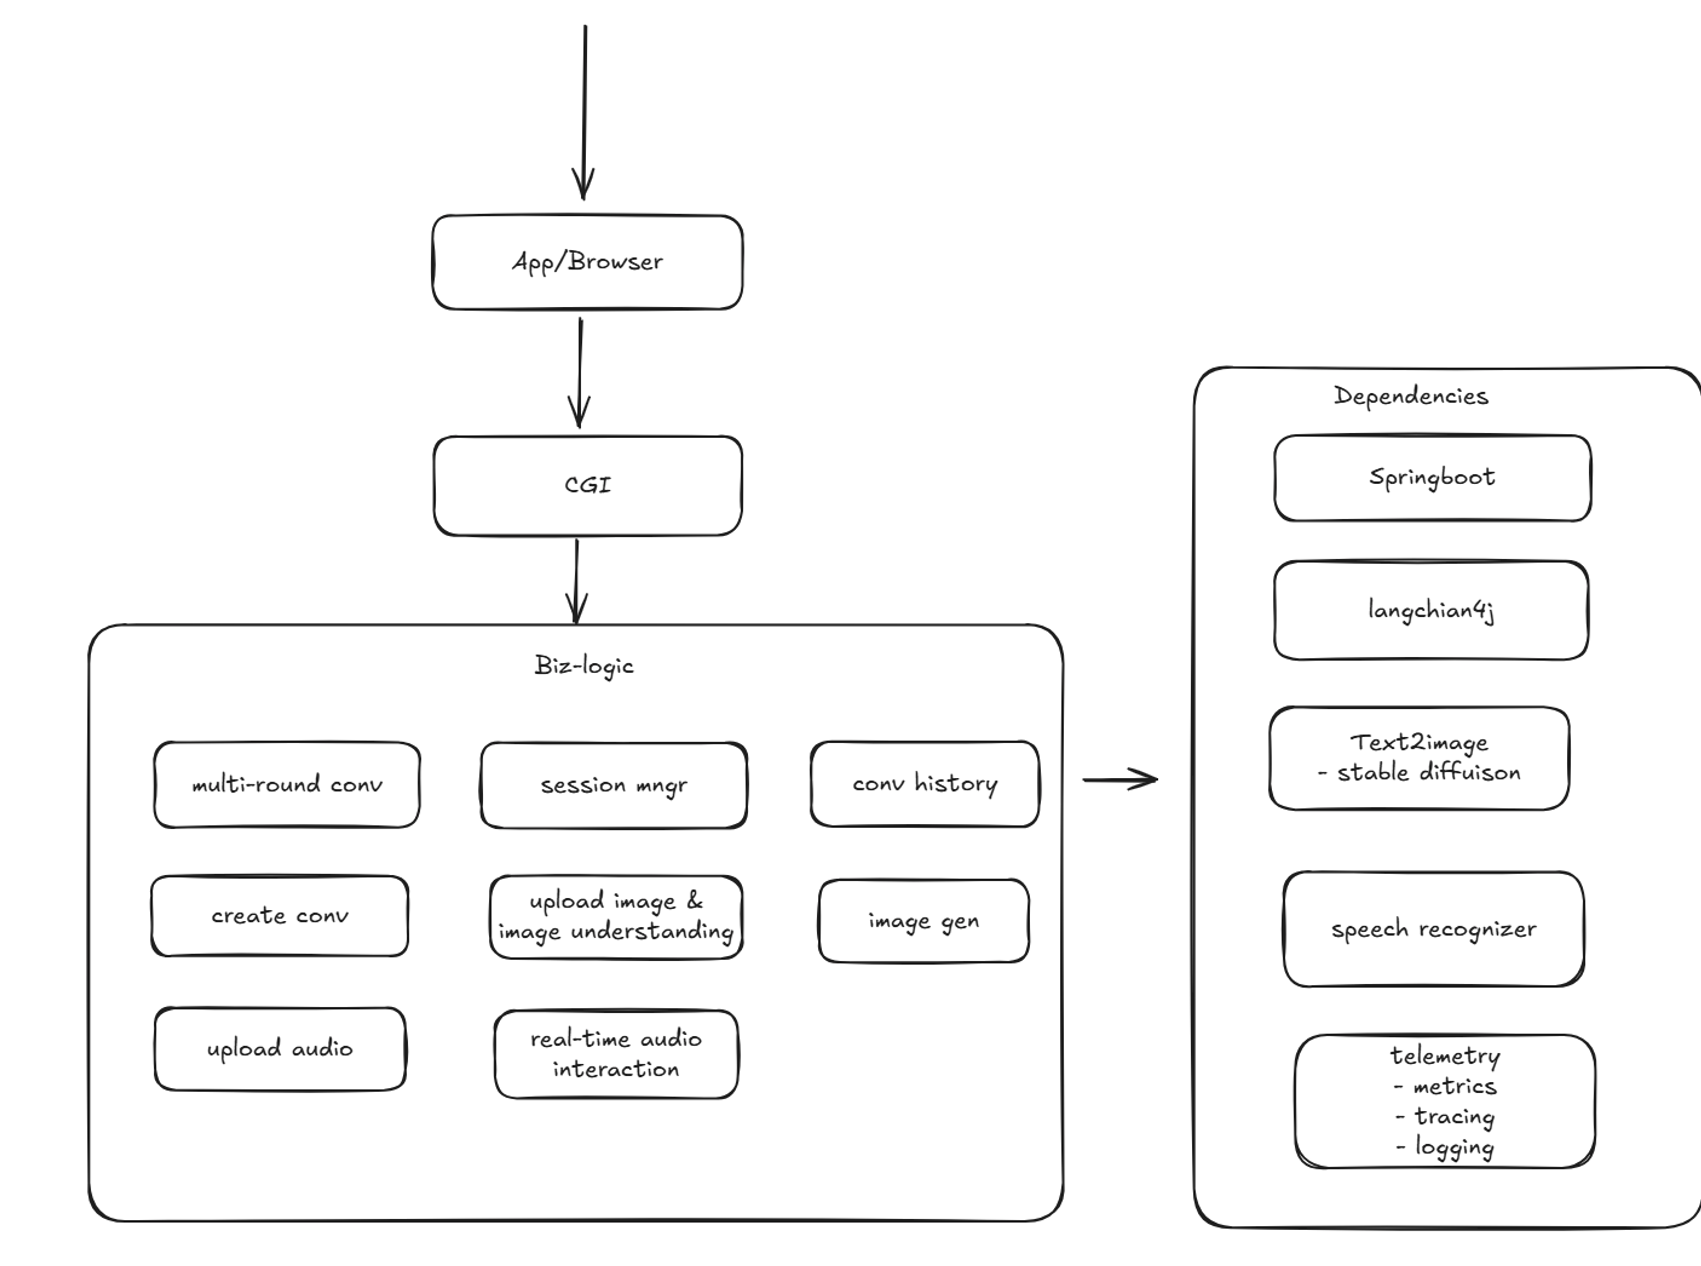 App/Browser
CGI
Biz-logic
multi-round conv
session mngr
conv history
create conv
upload image &
image understanding
image gen
upload audio
real-time audio
interaction
Dependencies
Springboot
langchian4j
Text2image
- stable diffuison
speech recognizer
telemetry
- metrics
- tracing
- logging